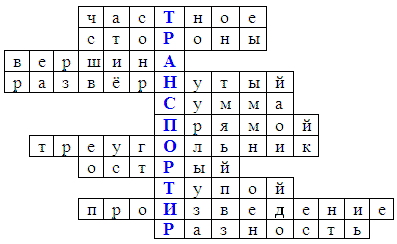 часТное
стоРоны
вершинА
развёрНутый
Сумма
Прямой
треугОльник
остРый
Тупой
проИзведение
Разность